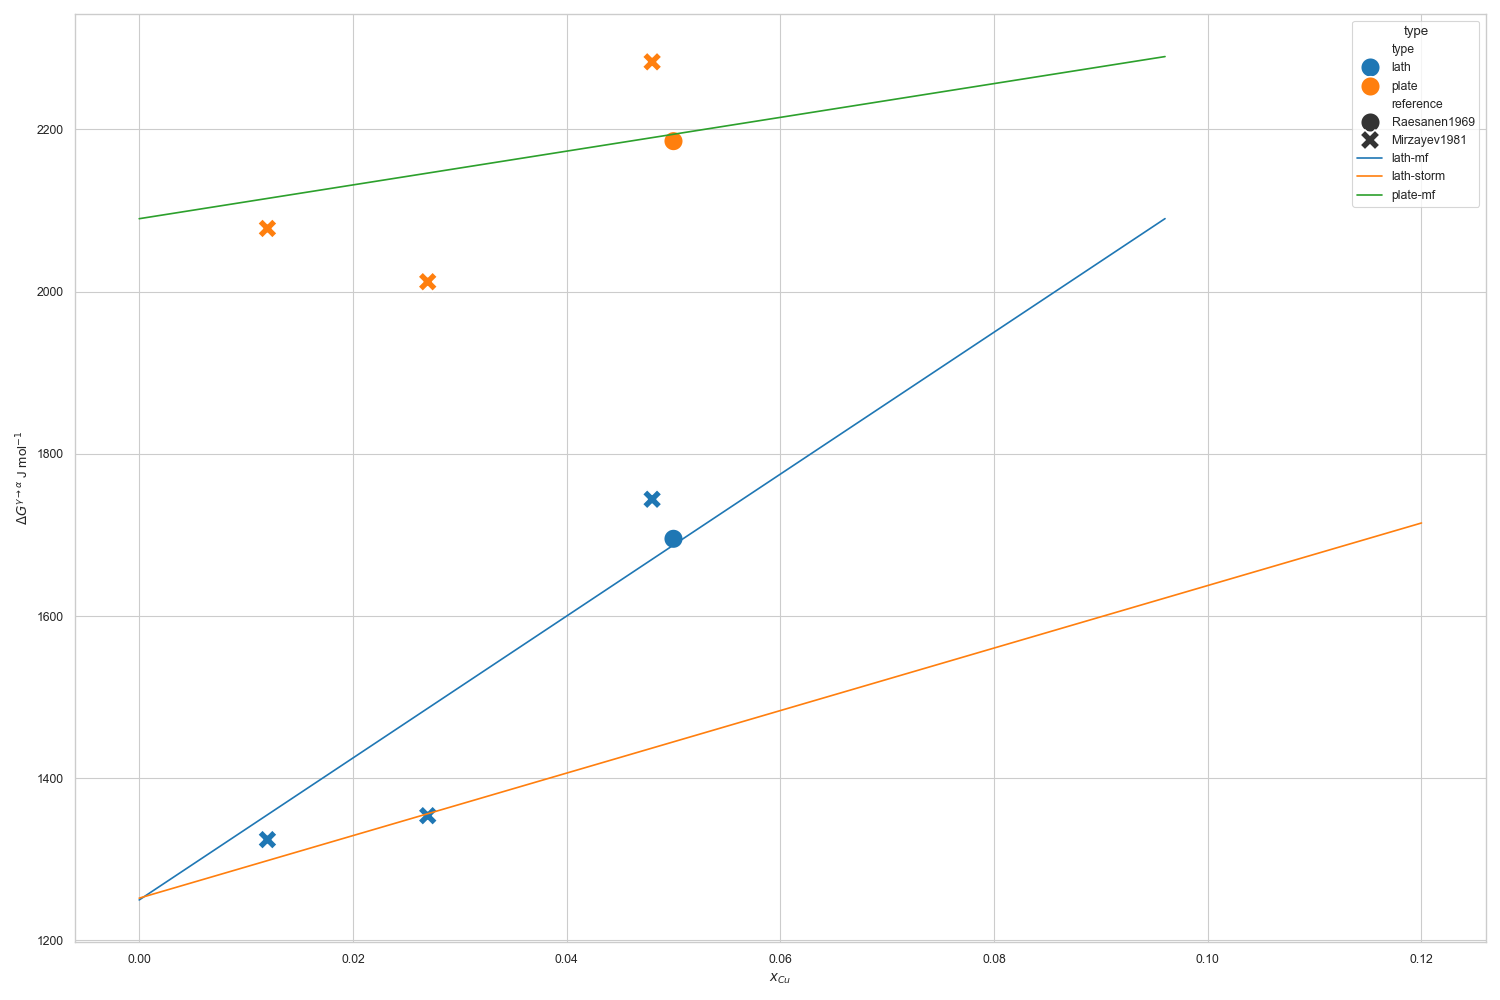 type
type
lath
plate
reference
Raesanen1969
Mirzayev1981
lath-mf
lath-storm
plate-mf
2200
2000
1800
1600
1400
1200
ΔG^{γ→α} J mol^{−1}
0.00 0.02 0.04 0.06 0.08 0.10 0.12
x_{Cu}